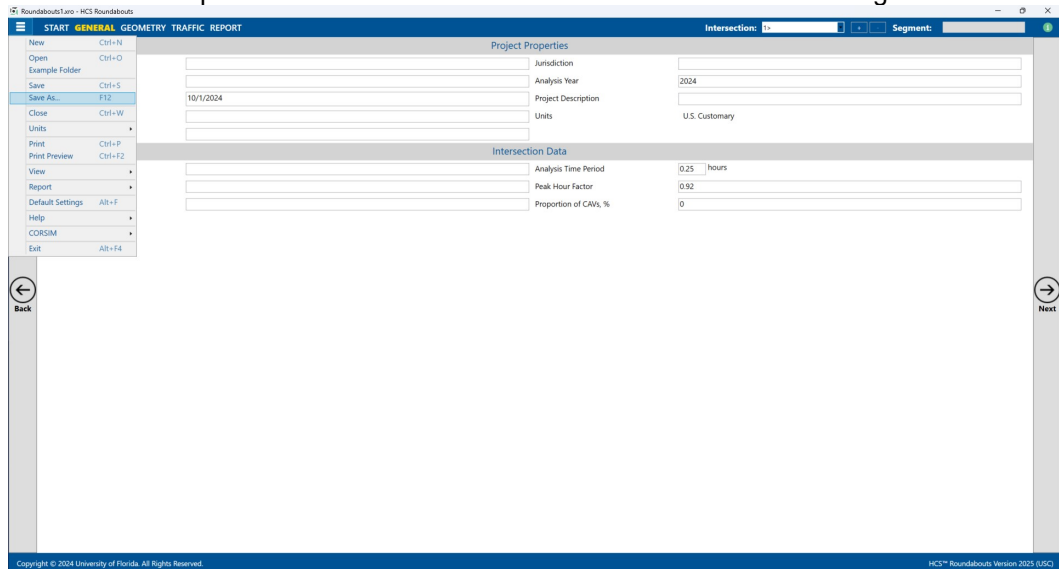 Roundabouts1.xro - HCS Roundabouts
START GENERAL GEOMETRY TRAFFIC REPORT Intersection: 1> Segment:
New Ctrl+N
Open Ctrl+O
Example Folder
Save Ctrl+S
Save As... F12
Close Ctrl+W
Units
Print Ctrl+P
Print Preview Ctrl+F2
View
Report
Default Settings Alt+F
Help
CORSIM
Exit Alt+F4
Project Properties
Jurisdiction
Analysis Year 2024
10/1/2024 Project Description
Units U.S. Customary
Intersection Data
Analysis Time Period 0.25 hours
Peak Hour Factor 0.92
Proportion of CAVs, % 0
Back
Next
Copyright © 2024 University of Florida. All Rights Reserved. HCS™ Roundabouts Version 2025 (USC)